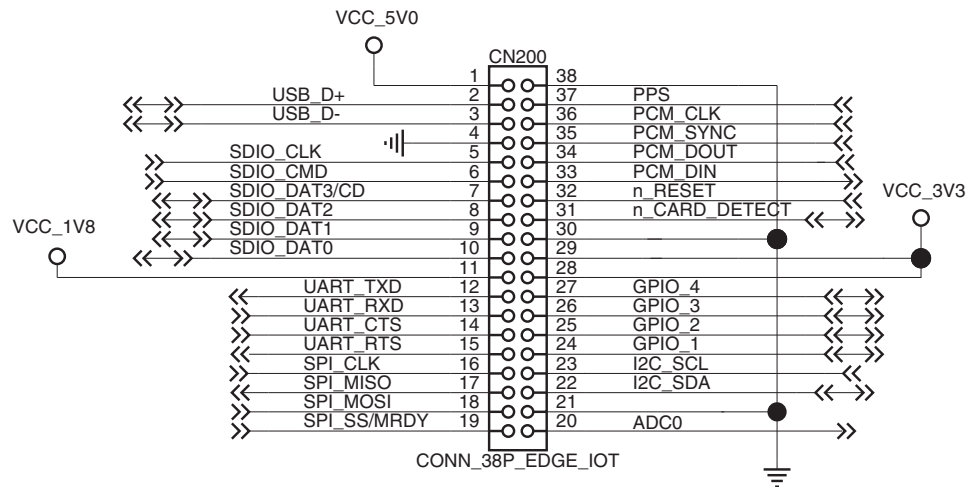 VCC_5V0
CN200
1 38
USB_D+ 2 37 PPS
USB_D- 3 36 PCM_CLK
4 35 PCM_SYNC
SDIO_CLK 5 34 PCM_DOUT
SDIO_CMD 6 33 PCM_DIN
SDIO_DAT3/CD 7 32 n_RESET
VCC_3V3
SDIO_DAT2 8 31 n_CARD_DETECT
VCC_1V8
SDIO_DAT1 9 30
SDIO_DAT0 10 29
11 28
UART_TXD 12 27 GPIO_4
UART_RXD 13 26 GPIO_3
UART_CTS 14 25 GPIO_2
UART_RTS 15 24 GPIO_1
SPI_CLK 16 23 I2C_SCL
SPI_MISO 17 22 I2C_SDA
SPI_MOSI 18 21
SPI_SS/MRDY 19 20 ADC0
CONN_38P_EDGE_IOT